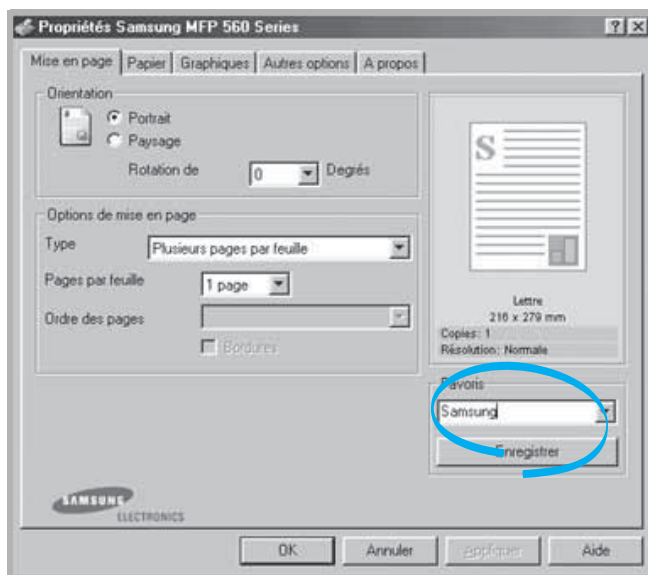 Propriétés Samsung MFP 560 Series
Mise en page Papier Graphiques Autres options A propos
Orientation
Portrait
Paysage
Rotation de 0 Degrés
Options de mise en page
Type Plusieurs pages par feuille
Pages par feuille 1 page
Ordre des pages
Bordures
S
Lettre
216 x 279 mm
Copies: 1
Résolution: Normale
Favoris
Samsung
Enregistrer
SAMSUNG
ELECTRONICS
OK Annuler Appliquer Aide